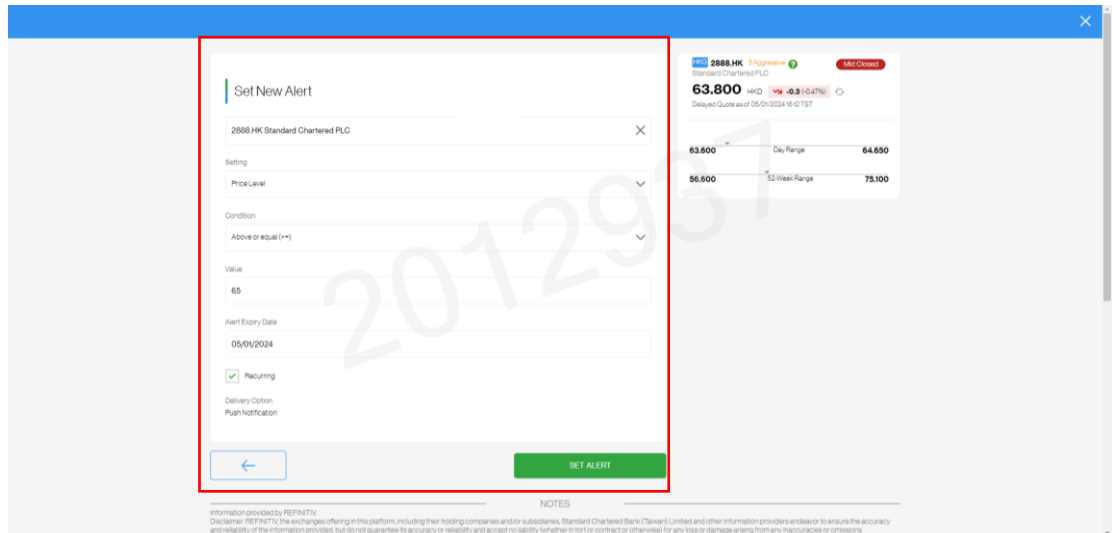 Set New Alert
2888.HK Standard Chartered PLC
Setting
Price Level
Condition
Above or equal (>=)
Value
65
Alert Expiry Date
05/01/2024
Recurring
Delivery Option
Push Notification
SET ALERT
HKG 2888.HK 5 Aggressive ? Mkt Closed
Standard Chartered PLC
63.800 HKD -0.3 (-0.47%)
Delayed Quote as of 05/01/2024 16:12 TST
63.600 Day Range 64.650
56.600 52-Week Range 75.100
2012937
NOTES
Information provided by REFINITIV.
Disclaimer: REFINITIV, the exchanges offering in this platform, including their holding companies and/or subsidiaries, Standard Chartered Bank (Taiwan) Limited and other information providers endeavor to ensure the accuracy
and reliability of the information provided, but do not guarantee its accuracy or reliability and accept no liability (whether in tort or contract or otherwise) for any loss or damage arising from any inaccuracies or omissions.